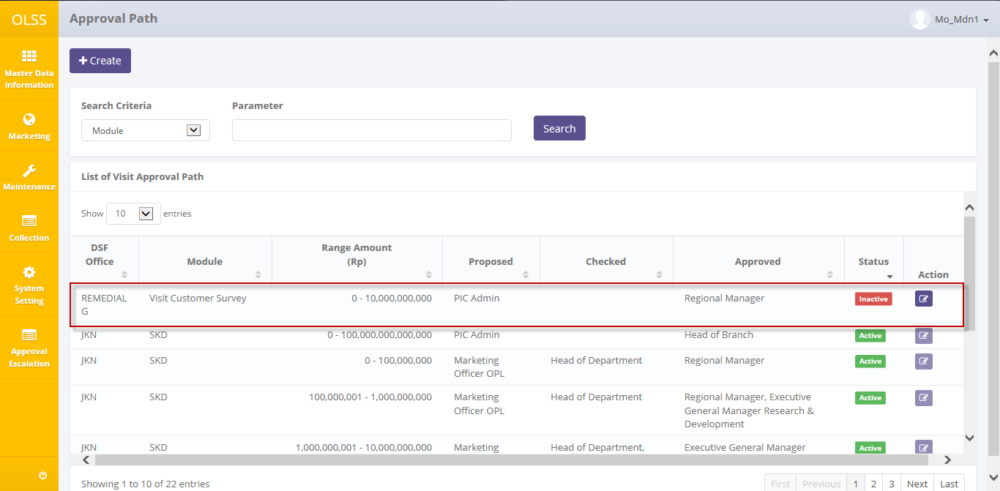 OLSS
Approval Path
Mo_Mdn1
Master Data
Information
Marketing
Maintenance
Collection
System
Setting
Approval
Escalation
Create
Search Criteria
Parameter
Module
Search
List of Visit Approval Path
Show 10 entries
DSF
Office
Module
Range Amount
(Rp)
Proposed
Checked
Approved
Status
Action
REMEDIAL Visit Customer Survey 0 - 10,000,000,000 PIC Admin Regional Manager Inactive
G
JKN SKD 0 - 100,000,000,000,000 PIC Admin Head of Branch Active
JKN SKD 0 - 100,000,000 Marketing Head of Department Regional Manager Active
Officer OPL
JKN SKD 100,000,001 - 1,000,000,000 Marketing Head of Department Regional Manager, Executive Active
Officer OPL General Manager Research &
Development
JKN SKD 1,000,000,001 - 10,000,000,000 Marketing Head of Department, Executive General Manager Active
Showing 1 to 10 of 22 entries
First Previous 1 2 3 Next Last